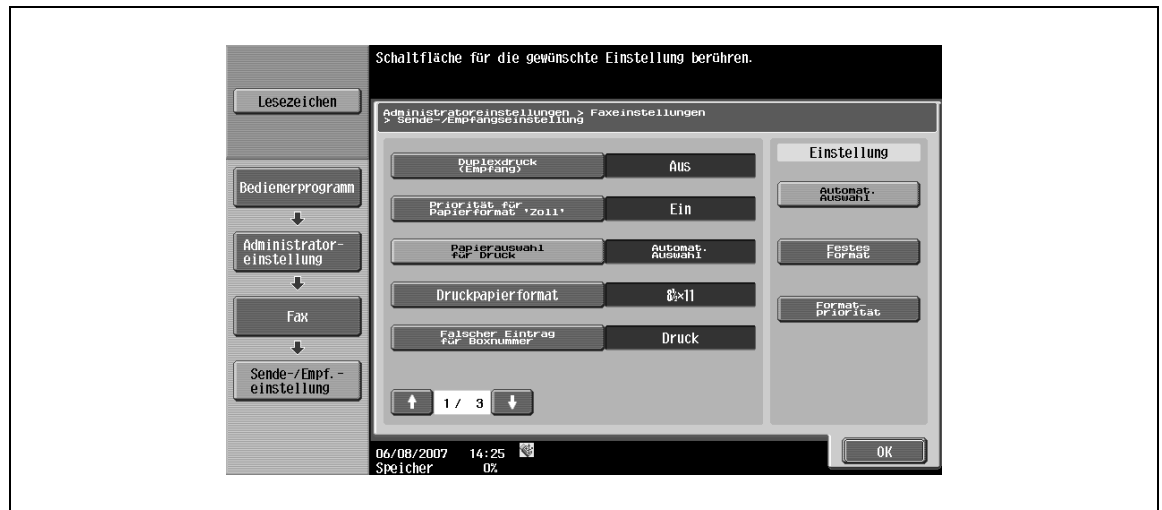 Schaltfläche für die gewünschte Einstellung berühren.
Lesezeichen
Administratoreinstellungen > Faxeinstellungen
> Sende-/Empfangseinstellung
Bedienerprogramm
Administrator-
einstellung
Fax
Sende-/Empf.-
einstellung
Duplexdruck
(Empfang)
Aus
Priorität für
Papierformat 'Zoll'
Ein
Papierauswahl
für Druck
Automat.
Auswahl
Druckpapierformat
8½×11
Falscher Eintrag
für Boxnummer
Druck
1/ 3
Einstellung
Automat.
Auswahl
Festes
Format
Format-
priorität
OK
06/08/2007 14:25
Speicher 0%